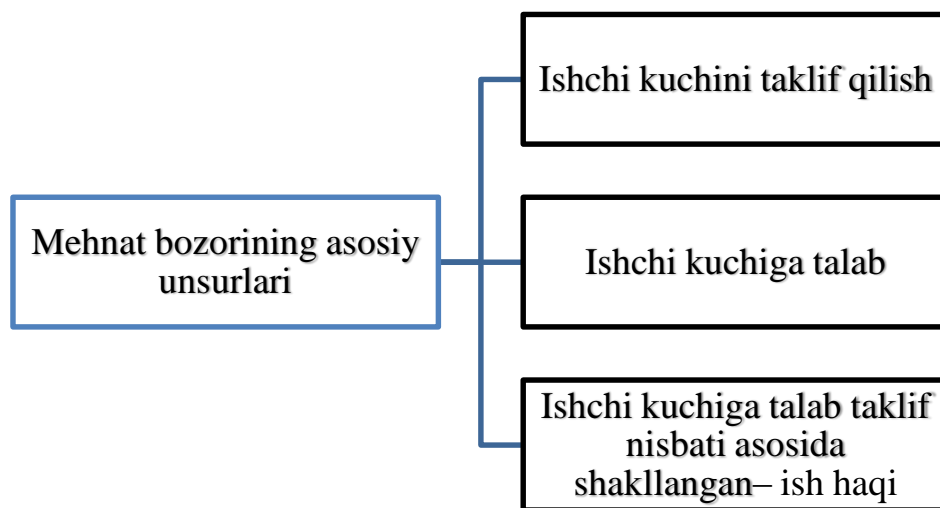 Ishchi kuchini taklif qilish
Mehnat bozorining asosiy
unsurlari
Ishchi kuchiga talab
Ishchi kuchiga talab taklif
nisbati asosida
shakllangan– ish haqi